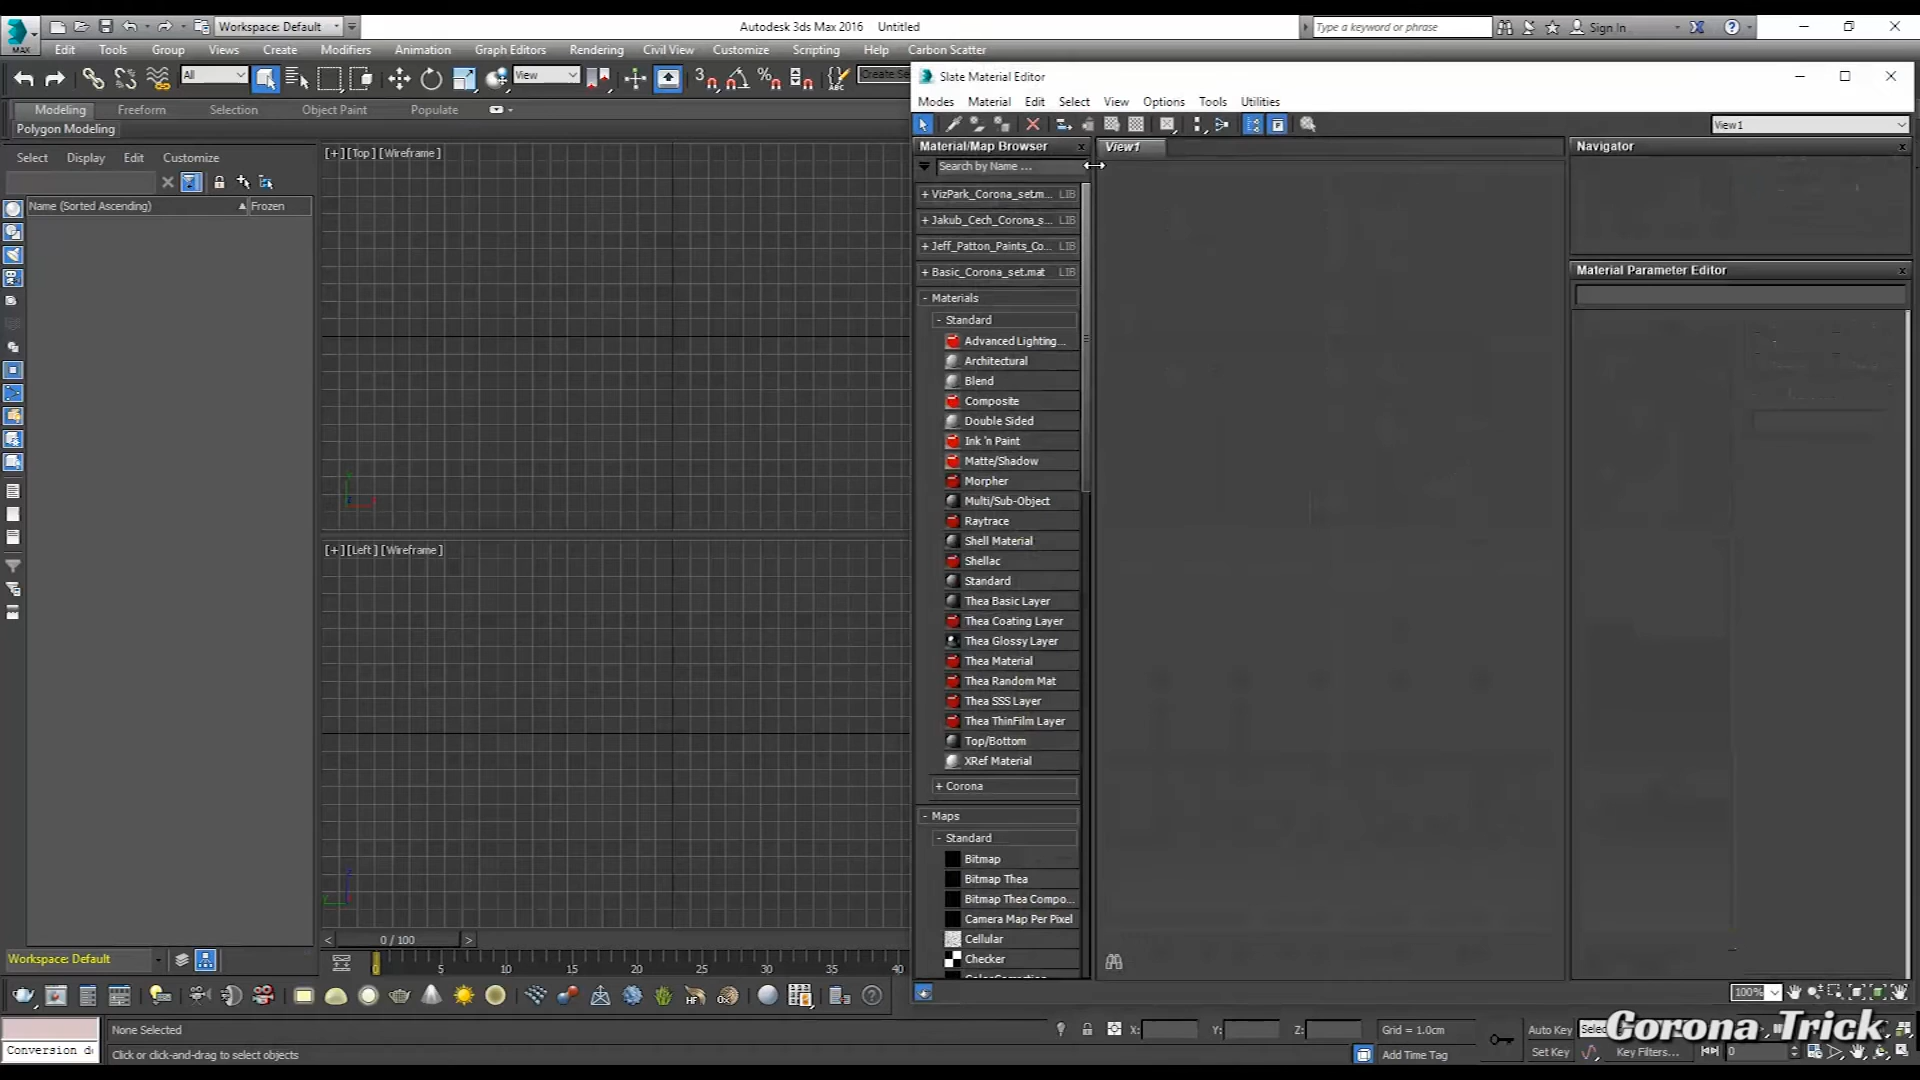 Workspace: Default
Autodesk 3ds Max 2016 Untitled
Type a keyword or phrase
Sign In
MAX
Edit Tools Group Views Create Modifiers Animation Graph Editors Rendering Civil View Customize Scripting Help Carbon Scatter
All
View
3
ABC
Create Se
Slate Material Editor
Modes Material Edit Select View Options Tools Utilities
Modeling Freeform Selection Object Paint Populate
Polygon Modeling
View1
Material/Map Browser
View1
Navigator
Search by Name ...
Select Display Edit Customize
[+] [Top] [Wireframe]
Name (Sorted Ascending) Frozen
+ VizPark_Corona_set.m... LIB
+ Jakub_Cech_Corona_s... LIB
+ Jeff_Patton_Paints_Co... LIB
+ Basic_Corona_set.mat LIB
Material Parameter Editor
- Materials
- Standard
Advanced Lighting...
Architectural
Blend
Composite
Double Sided
Ink 'n Paint
Matte/Shadow
Morpher
Multi/Sub-Object
Raytrace
Shell Material
Shellac
Standard
Thea Basic Layer
Thea Coating Layer
Thea Glossy Layer
Thea Material
Thea Random Mat
Thea SSS Layer
Thea ThinFilm Layer
Top/Bottom
XRef Material
+ Corona
- Maps
- Standard
Bitmap
Bitmap Thea
Bitmap Thea Compo...
Camera Map Per Pixel
Cellular
Checker
[+] [Left] [Wireframe]
< 0 / 100 >
Workspace: Default
0 5 10 15 20 25 30 35 40
HF
100%
None Selected
X: Y: Z: Grid = 1.0cm
Auto Key
Conversion d
Click or click-and-drag to select objects
Add Time Tag
Set Key
Key Filters...
0
Corona Trick